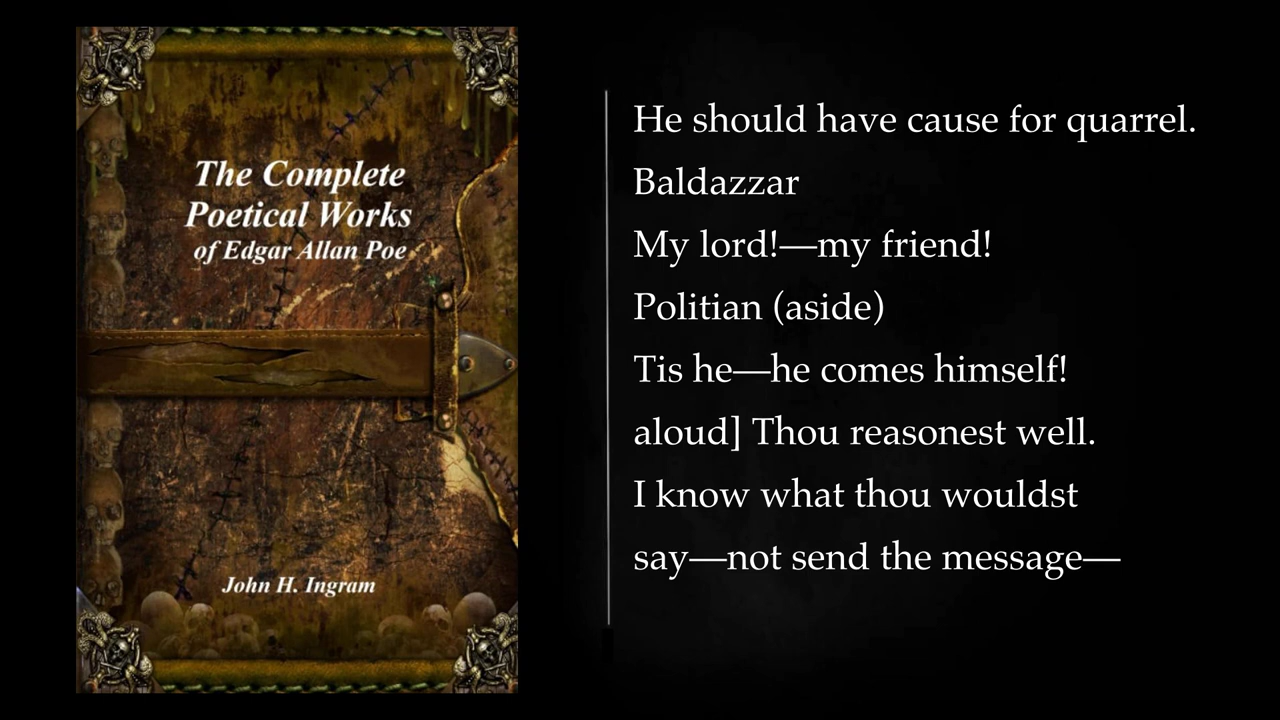 The Complete
Poetical Works
of Edgar Allan Poe
John H. Ingram
He should have cause for quarrel.
Baldazzar
My lord!—my friend!
Politian (aside)
Tis he—he comes himself!
aloud] Thou reasonest well.
I know what thou wouldst
say—not send the message—